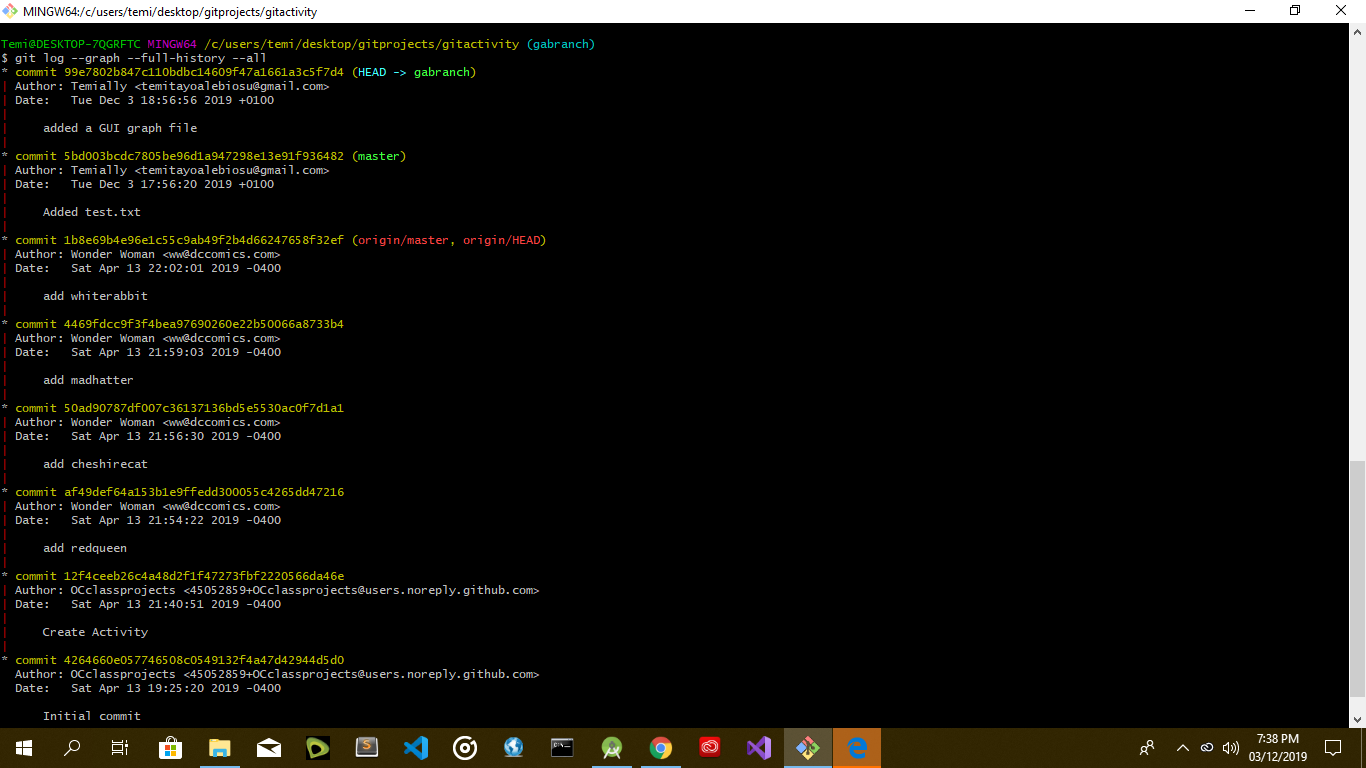 MINGW64:/c/users/temi/desktop/gitprojects/gitactivity
Temi@DESKTOP-7QGRFTC MINGW64 /c/users/temi/desktop/gitprojects/gitactivity (gabranch)
$ git log --graph --full-history --all
* commit 99e7802b847c110bdbc14609f47a1661a3c5f7d4 (HEAD -> gabranch)
| Author: Temially <temitayoalebiosu@gmail.com>
| Date:   Tue Dec 3 18:56:56 2019 +0100
|
|     added a GUI graph file
|
* commit 5bd003bcdc7805be96d1a947298e13e91f936482 (master)
| Author: Temially <temitayoalebiosu@gmail.com>
| Date:   Tue Dec 3 17:56:20 2019 +0100
|
|     Added test.txt
|
* commit 1b8e69b4e96e1c55c9ab49f2b4d66247658f32ef (origin/master, origin/HEAD)
| Author: Wonder Woman <ww@dccomics.com>
| Date:   Sat Apr 13 22:02:01 2019 -0400
|
|     add whiterabbit
|
* commit 4469fdcc9f3f4bea97690260e22b50066a8733b4
| Author: Wonder Woman <ww@dccomics.com>
| Date:   Sat Apr 13 21:59:03 2019 -0400
|
|     add madhatter
|
* commit 50ad90787df007c36137136bd5e5530ac0f7d1a1
| Author: Wonder Woman <ww@dccomics.com>
| Date:   Sat Apr 13 21:56:30 2019 -0400
|
|     add cheshirecat
|
* commit af49def64a153b1e9ffedd300055c4265dd47216
| Author: Wonder Woman <ww@dccomics.com>
| Date:   Sat Apr 13 21:54:22 2019 -0400
|
|     add redqueen
|
* commit 12f4ceeb26c4a48d2f1f47273fbf2220566da46e
| Author: OCclassprojects <45052859+OCclassprojects@users.noreply.github.com>
| Date:   Sat Apr 13 21:40:51 2019 -0400
|
|     Create Activity
|
* commit 4264660e057746508c0549132f4a47d42944d5d0
  Author: OCclassprojects <45052859+OCclassprojects@users.noreply.github.com>
  Date:   Sat Apr 13 19:25:20 2019 -0400

      Initial commit
7:38 PM
03/12/2019